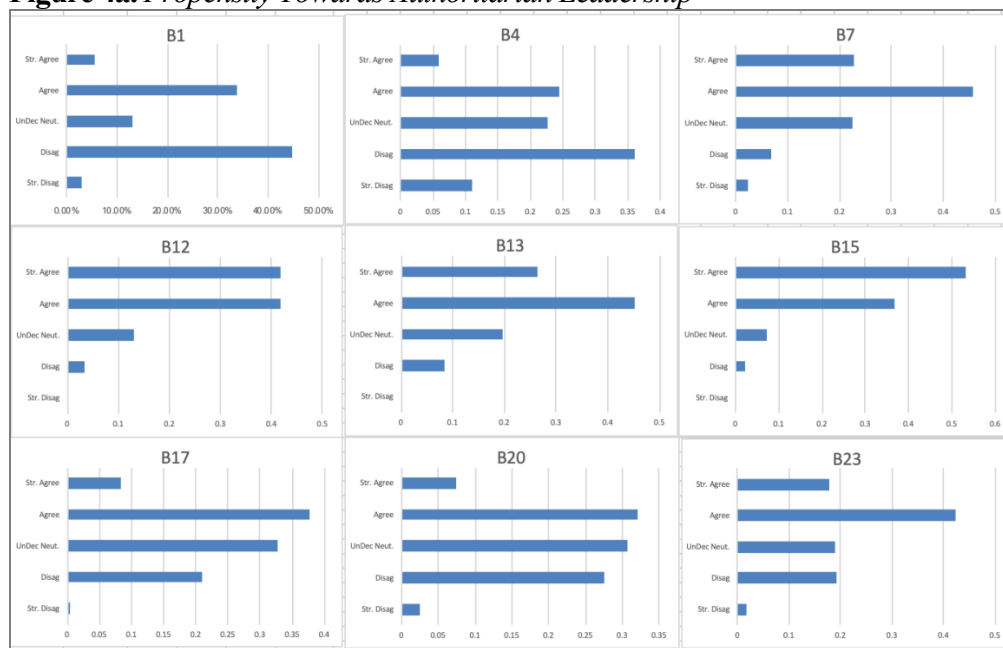 Figure 4a: Propensity Towards Authoritarian Leadership
B1
Str. Agree
Agree
UnDec Neut.
Disag
Str. Disag
0.00% 10.00% 20.00% 30.00% 40.00% 50.00%
B4
Str. Agree
Agree
UnDec Neut.
Disag
Str. Disag
0 0.05 0.1 0.15 0.2 0.25 0.3 0.35 0.4
B7
Str. Agree
Agree
UnDec Neut.
Disag
Str. Disag
0 0.1 0.2 0.3 0.4 0.5
B12
Str. Agree
Agree
UnDec Neut.
Disag
Str. Disag
0 0.1 0.2 0.3 0.4 0.5
B13
Str. Agree
Agree
UnDec Neut.
Disag
Str. Disag
0 0.1 0.2 0.3 0.4 0.5
B15
Str. Agree
Agree
UnDec Neut.
Disag
Str. Disag
0 0.1 0.2 0.3 0.4 0.5 0.6
B17
Str. Agree
Agree
UnDec Neut.
Disag
Str. Disag
0 0.05 0.1 0.15 0.2 0.25 0.3 0.35 0.4
B20
Str. Agree
Agree
UnDec Neut.
Disag
Str. Disag
0 0.05 0.1 0.15 0.2 0.25 0.3 0.35
B23
Str. Agree
Agree
UnDec Neut.
Disag
Str. Disag
0 0.1 0.2 0.3 0.4 0.5